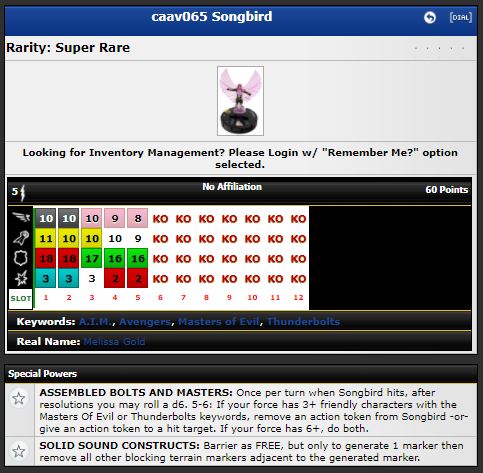 caav065 Songbird
[DIAL]
Rarity: Super Rare
Looking for Inventory Management? Please Login w/ "Remember Me?" option
selected.
5 No Affiliation 60 Points
10 10 10 9 8 KO KO KO KO KO KO KO
11 10 10 10 9 KO KO KO KO KO KO KO
18 18 17 16 16 KO KO KO KO KO KO KO
3 3 3 2 2 KO KO KO KO KO KO KO
SLOT 1 2 3 4 5 6 7 8 9 10 11 12
Keywords: A.I.M., Avengers, Masters of Evil, Thunderbolts
Real Name: Melissa Gold
Special Powers
ASSEMBLED BOLTS AND MASTERS: Once per turn when Songbird hits, after
resolutions you may roll a d6. 5-6: If your force has 3+ friendly characters with the
Masters Of Evil or Thunderbolts keywords, remove an action token from Songbird -or-
give an action token to a hit target. If your force has 6+, do both.
SOLID SOUND CONSTRUCTS: Barrier as FREE, but only to generate 1 marker then
remove all other blocking terrain markers adjacent to the generated marker.